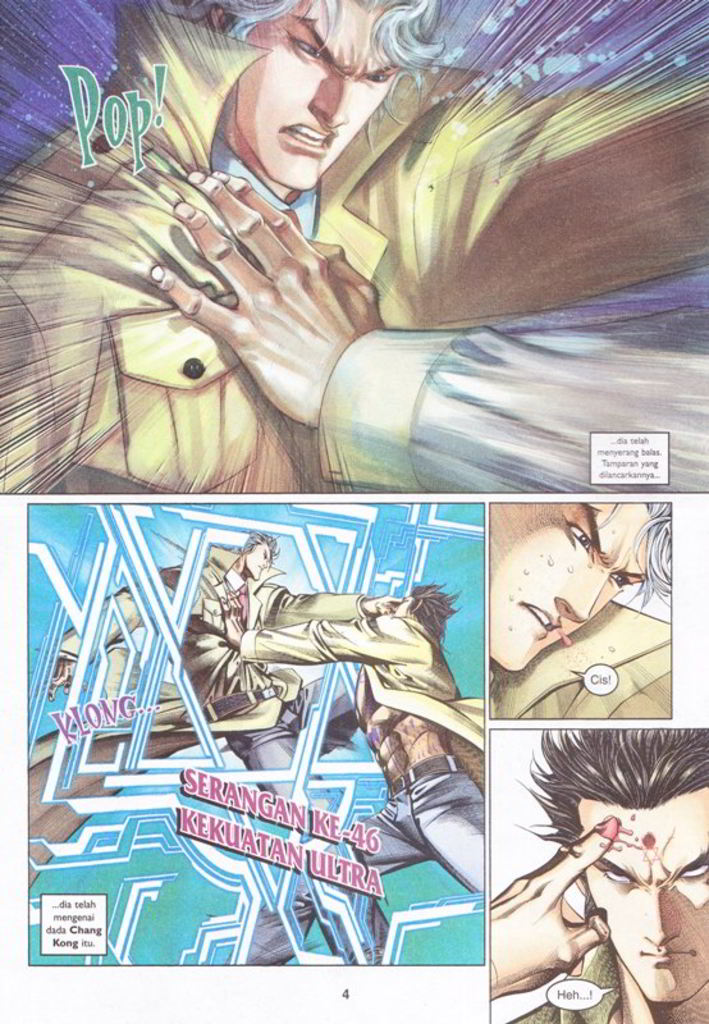 Pop!
...dia telah
menyerang balas.
Tamparan yang
dilancarkannya...
KLONG...
SERANGAN KE-46
KEKUATAN ULTRA
...dia telah
mengenai
dada Chang
Kong itu.
Cis!
Heh...!
4